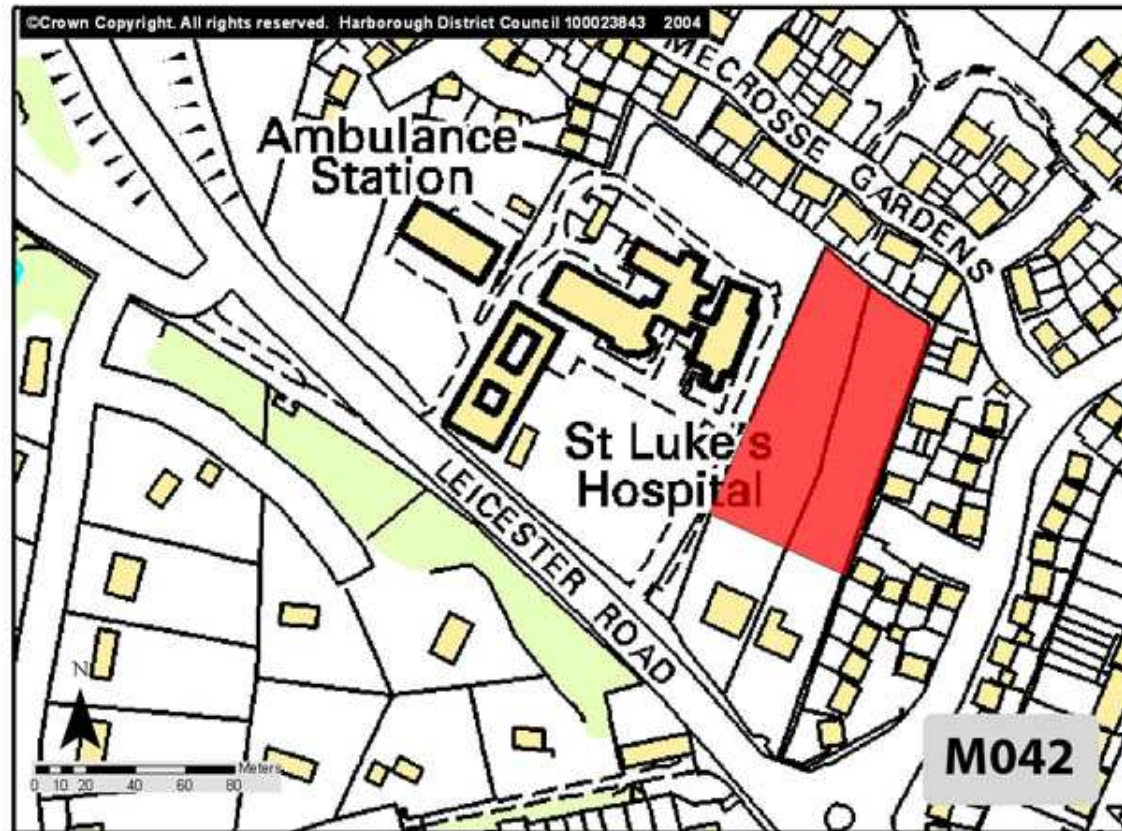 ©Crown Copyright. All rights reserved. Harborough District Council 100023843 2004
MECROSSE GARDENS
Ambulance
Station
St Luke's
Hospital
LEICESTER ROAD
N
Meters
0 10 20 40 60 80
M042